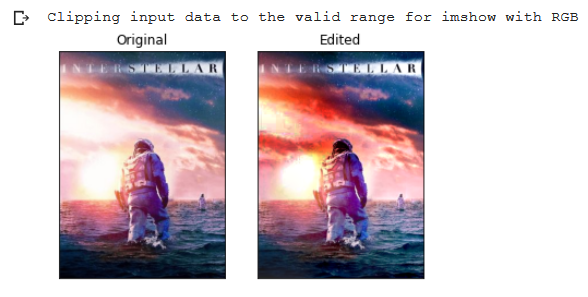 Clipping input data to the valid range for imshow with RGB
Original
Edited
INTERSTELLAR
INTERSTELLAR